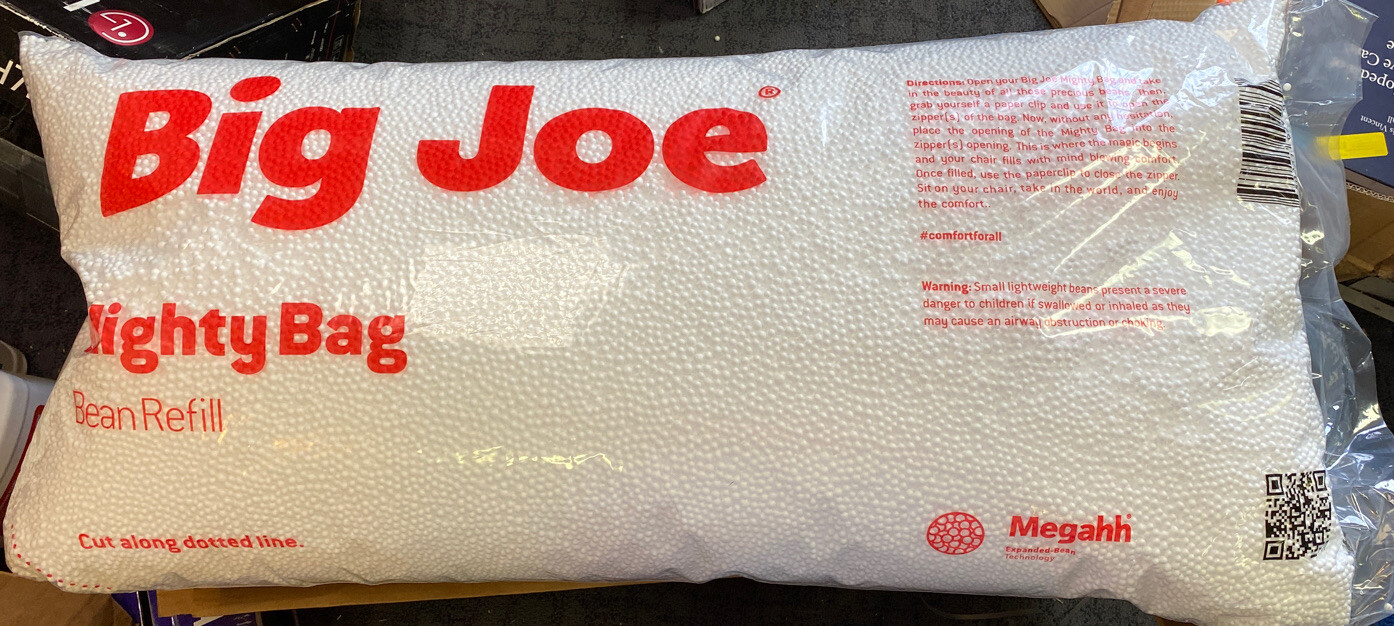 LG
Big Joe®
Mighty Bag
Bean Refill
Cut along dotted line.
Directions: Open your Big Joe Mighty Bag and take
in the beauty of all those precious beans. Then,
grab yourself a paper clip and use it to open the
zipper(s) of the bag. Now, without any hesitation,
place the opening of the Mighty Bag into the
zipper(s) opening. This is where the magic begins
and your chair fills with mind blowing comfort.
Once filled, use the paperclip to close the zipper.
Sit on your chair, take in the world, and enjoy
the comfort..
#comfortforall
Warning: Small lightweight beans present a severe
danger to children if swallowed or inhaled as they
may cause an airway obstruction or choking.
Megahh
Expanded-Bean
Technology
Vincent